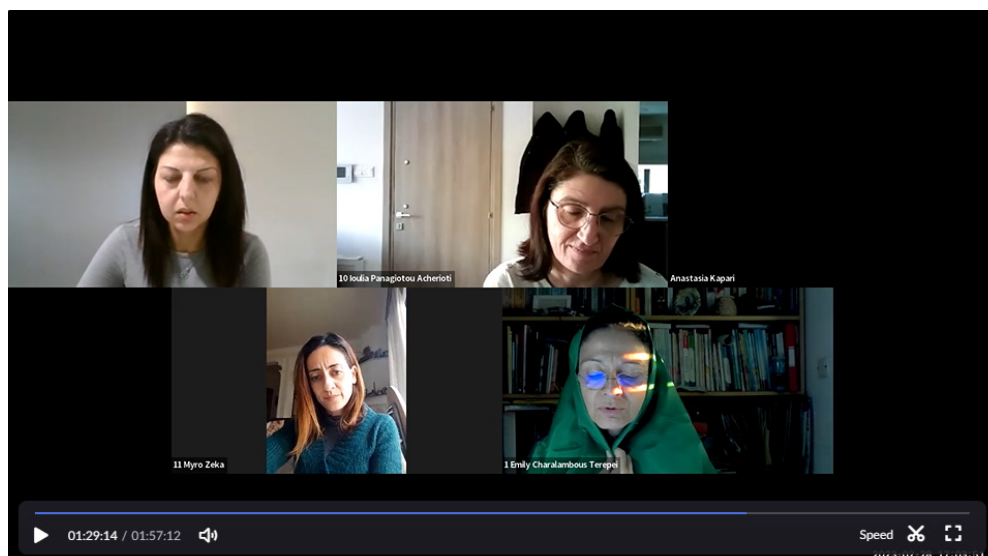 10 Ioulia Panagiotou Acherioti
Anastasia Kapari
11 Myro Zeka
1 Emily Charalambous Terepei
01:29:14 / 01:57:12
Speed